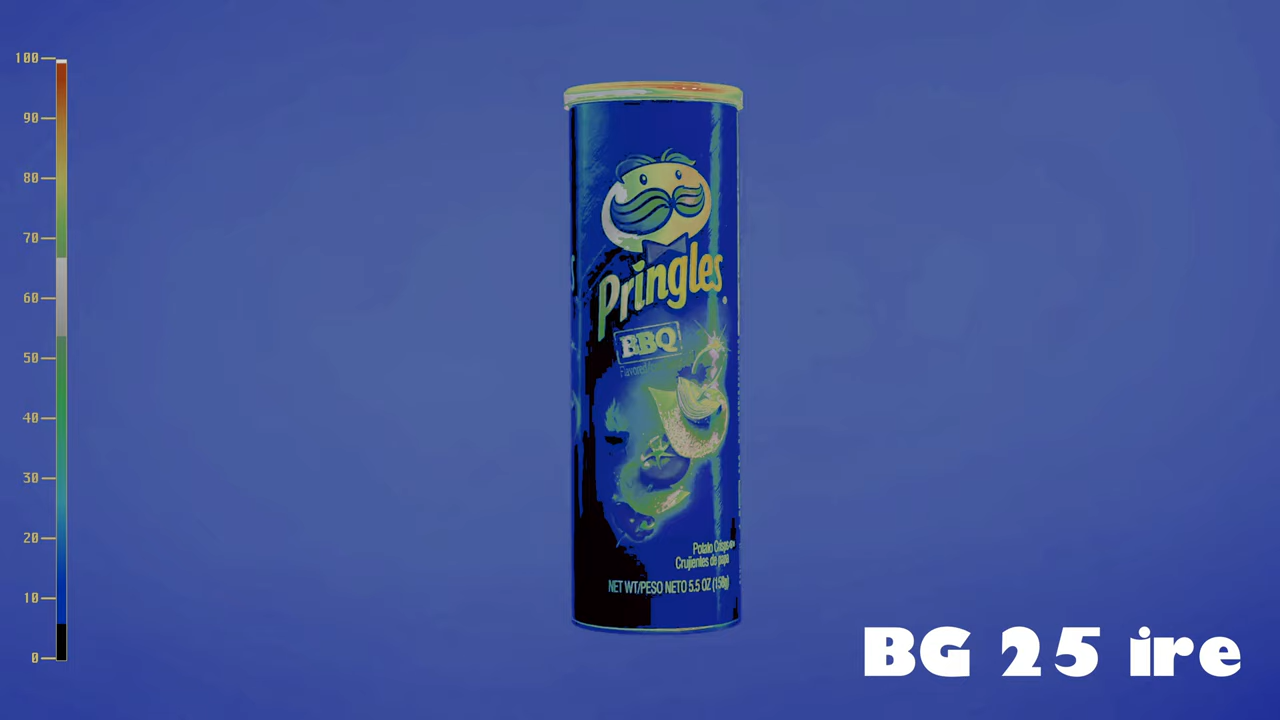 100
90
80
70
60
50
40
30
20
10
0
Pringles
BBQ
Flavored
Potato Crisps
Crujientes de papa
NET WT/PESO NETO 5.5 OZ (156g)
BG 25 ire